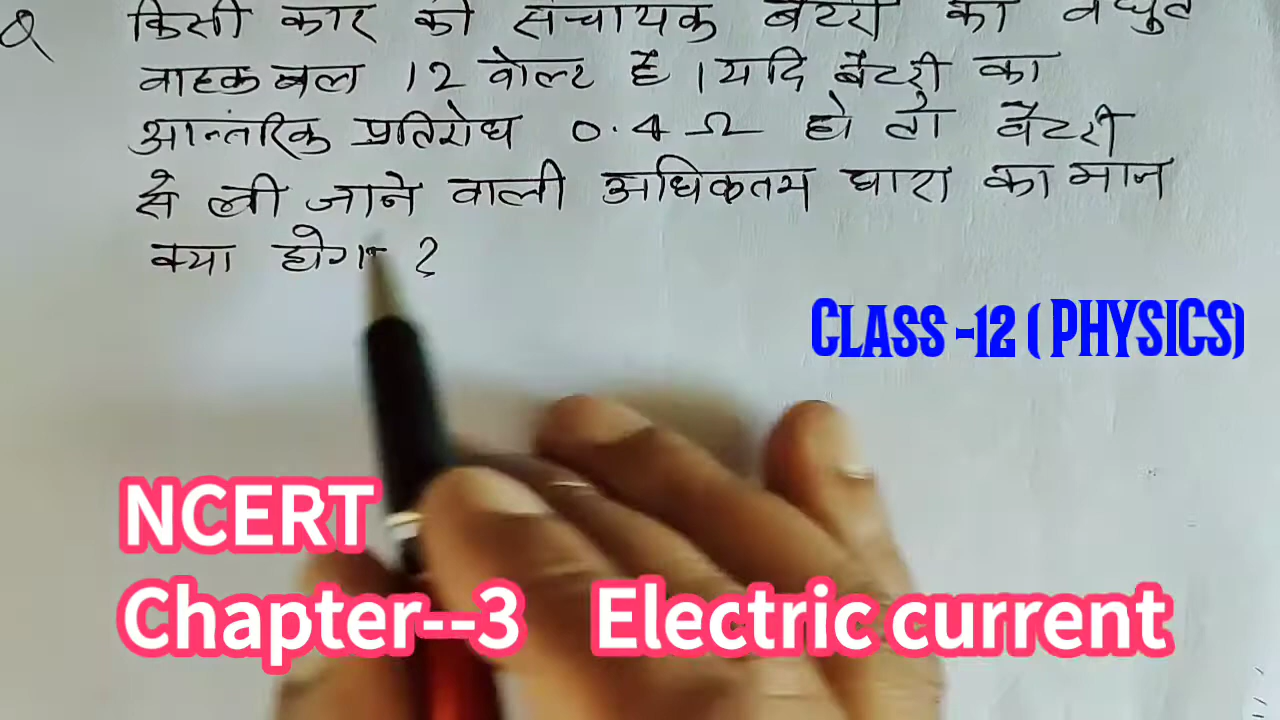 Q किसी कार की संचायक बैटरी का वैद्युत
वाहक बल 12 वोल्ट है । यदि बैटरी का
आन्तरिक प्रतिरोध 0.4 Ω हो तो बैटरी
से ली जाने वाली अधिकतम धारा का मान
क्या होगा ?
CLASS -12 ( PHYSICS)
NCERT
Chapter--3 Electric current